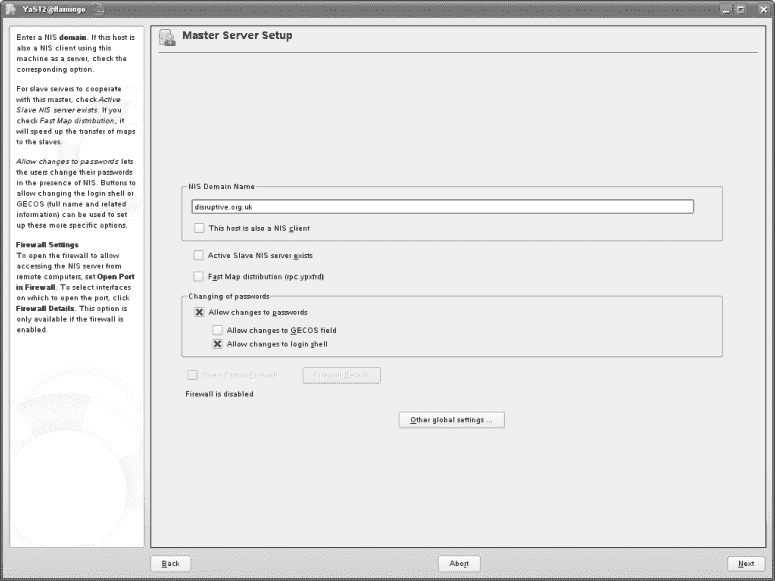 YaST2@flamingo
Enter a NIS domain. If this host is
also a NIS client using this
machine as a server, check the
corresponding option.
For slave servers to cooperate
with this master, check Active
Slave NIS server exists. If you
check Fast Map distribution, it
will speed up the transfer of maps
to the slaves.
Allow changes to passwords lets
the users change their passwords
in the presence of NIS. Buttons to
allow changing the login shell or
GECOS (full name and related
information) can be used to set
up these more specific options.
Firewall Settings
To open the firewall to allow
accessing the NIS server from
remote computers, set Open Port
in Firewall. To select interfaces
on which to open the port, click
Firewall Details. This option is
only available if the firewall is
enabled.
Master Server Setup
NIS Domain Name
disruptive.org.uk
This host is also a NIS client
Active Slave NIS server exists
Fast Map distribution (rpc.ypxfrd)
Changing of passwords
Allow changes to passwords
Allow changes to GECOS field
Allow changes to login shell
Open Port in Firewall
Firewall Details
Firewall is disabled
Other global settings ...
Back
Abort
Next